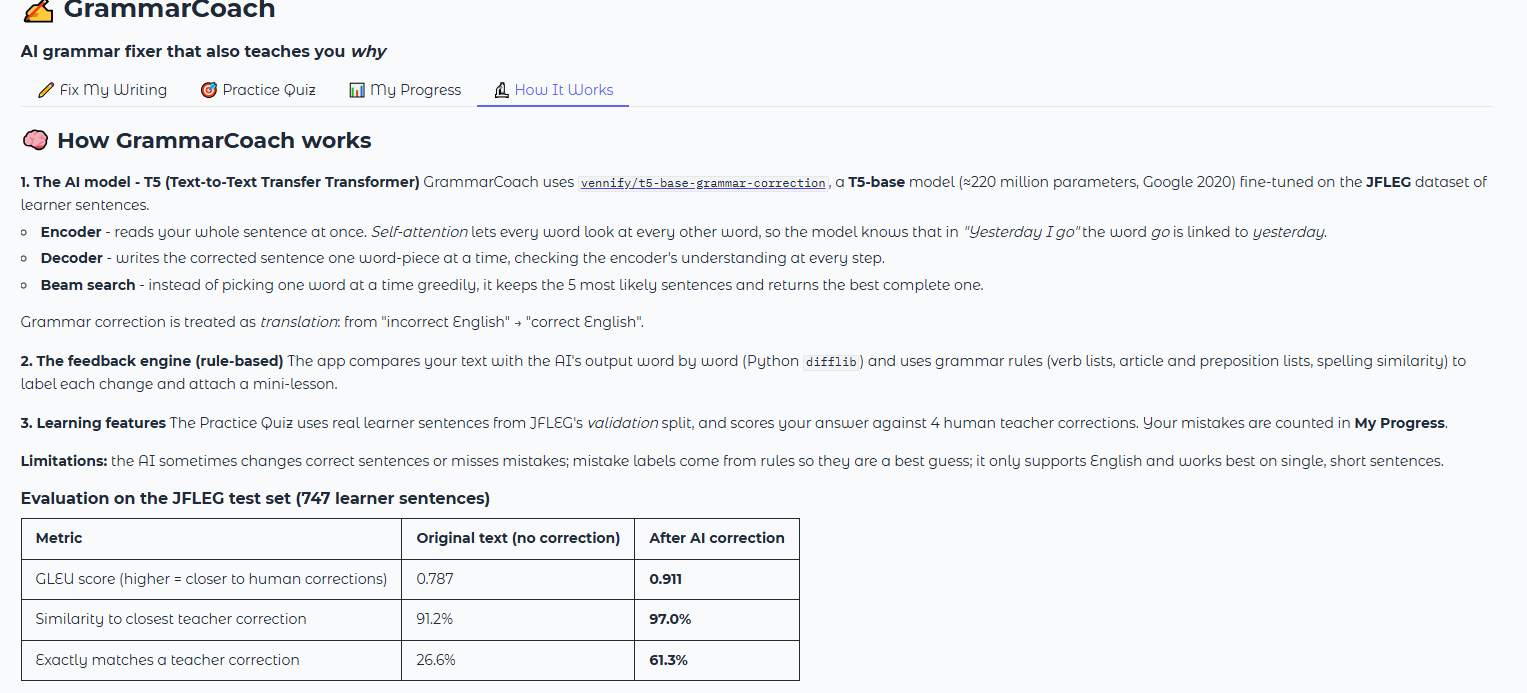 ✍️ GrammarCoach
AI grammar fixer that also teaches you why
✏️ Fix My Writing 🎯 Practice Quiz 📊 My Progress 🔬 How It Works
🧠 How GrammarCoach works
1. The AI model - T5 (Text-to-Text Transfer Transformer) GrammarCoach uses vennify/t5-base-grammar-correction, a T5-base model (≈220 million parameters, Google 2020) fine-tuned on the JFLEG dataset of
learner sentences.
Encoder - reads your whole sentence at once. Self-attention lets every word look at every other word, so the model knows that in "Yesterday I go" the word go is linked to yesterday.
Decoder - writes the corrected sentence one word-piece at a time, checking the encoder's understanding at every step.
Beam search - instead of picking one word at a time greedily, it keeps the 5 most likely sentences and returns the best complete one.
Grammar correction is treated as translation: from "incorrect English" → "correct English".
2. The feedback engine (rule-based) The app compares your text with the AI's output word by word (Python difflib) and uses grammar rules (verb lists, article and preposition lists, spelling similarity) to
label each change and attach a mini-lesson.
3. Learning features The Practice Quiz uses real learner sentences from JFLEG's validation split, and scores your answer against 4 human teacher corrections. Your mistakes are counted in My Progress.
Limitations: the AI sometimes changes correct sentences or misses mistakes; mistake labels come from rules so they are a best guess; it only supports English and works best on single, short sentences.
Evaluation on the JFLEG test set (747 learner sentences)
Metric Original text (no correction) After AI correction
GLEU score (higher = closer to human corrections) 0.787 0.911
Similarity to closest teacher correction 91.2% 97.0%
Exactly matches a teacher correction 26.6% 61.3%